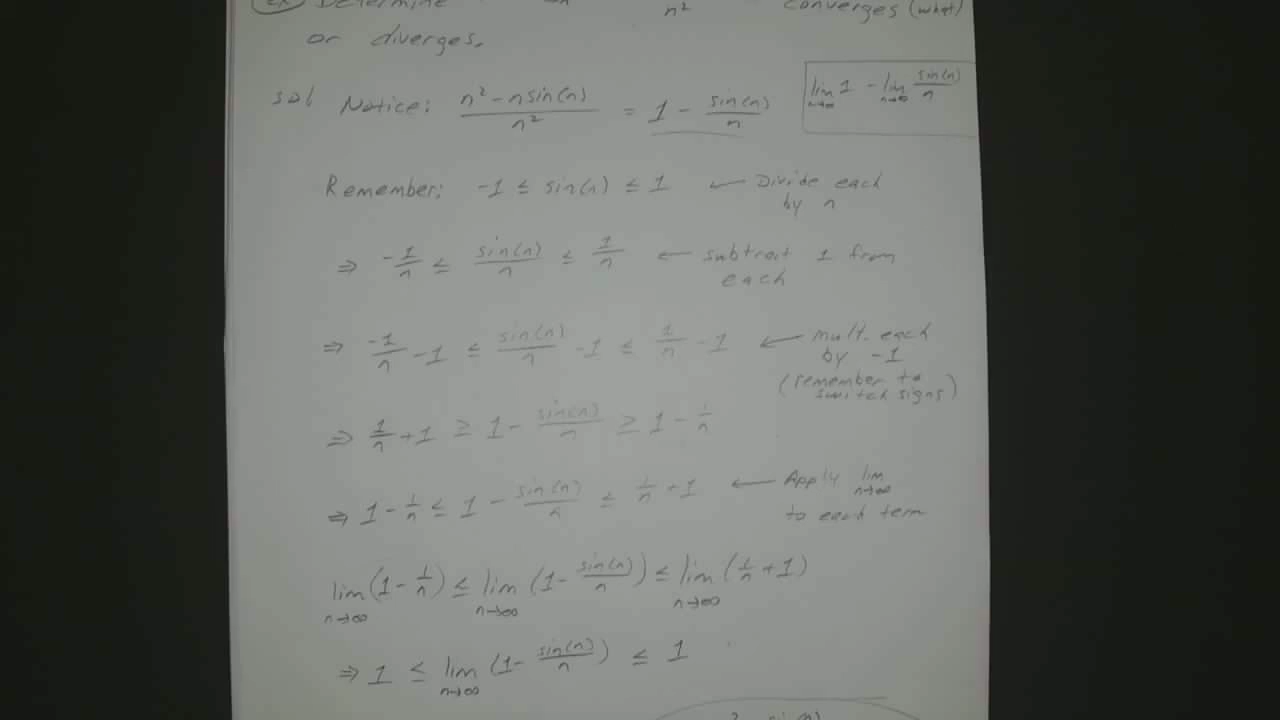 Ex Determine n² converges (what)
or diverges.
sol Notice: n² - n sin(n) / n² = 1 - sin(n)/n
lim n→∞ 1 - lim n→∞ sin(n)/n
Remember: -1 ≤ sin(n) ≤ 1 ← Divide each
by n
⇒ -1/n ≤ sin(n)/n ≤ 1/n ← subtract 1 from
each
⇒ -1/n - 1 ≤ sin(n)/n - 1 ≤ 1/n - 1 ← mult. each
by -1
(remember to
switch signs)
⇒ 1/n + 1 ≥ 1 - sin(n)/n ≥ 1 - 1/n
⇒ 1 - 1/n ≤ 1 - sin(n)/n ≤ 1/n + 1 ← Apply lim n→∞
to each term
lim n→∞ (1 - 1/n) ≤ lim n→∞ (1 - sin(n)/n) ≤ lim n→∞ (1/n + 1)
⇒ 1 ≤ lim n→∞ (1 - sin(n)/n) ≤ 1